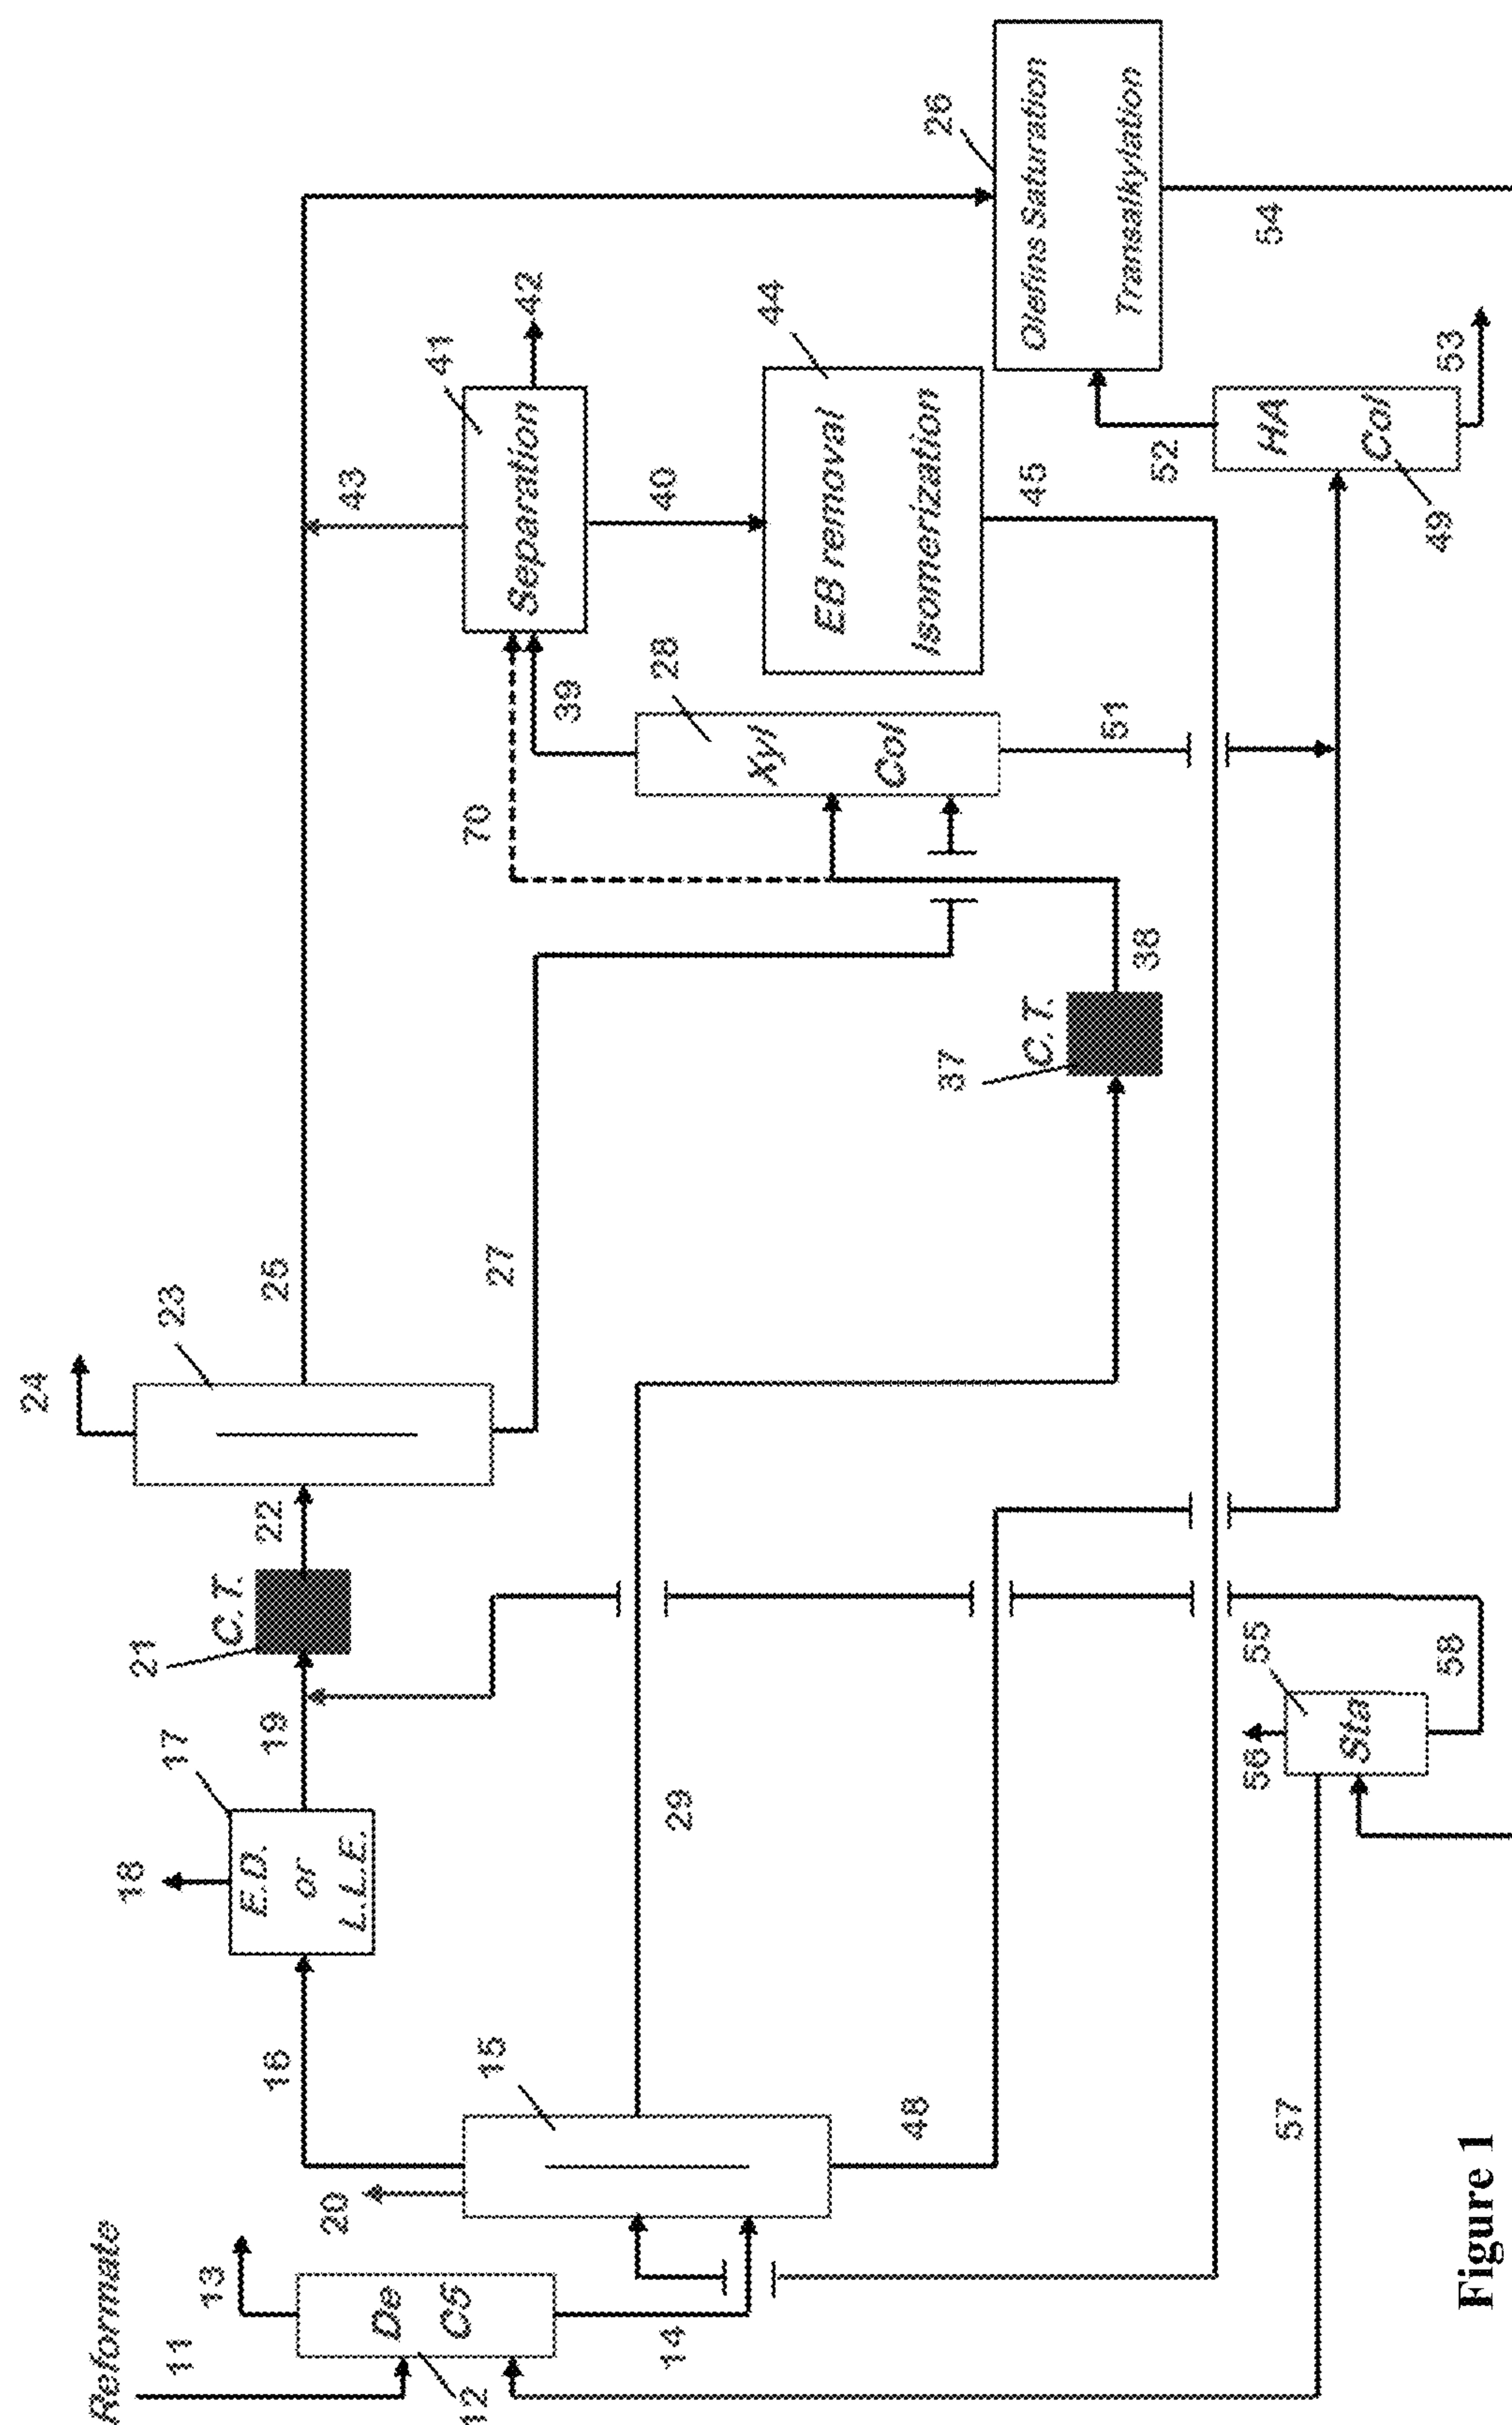 Reformate
11
12
De
C5
13
14
15
20
16
17
E.D.
or
L.L.E.
18
19
21
C.T.
22
23
24
25
27
29
48
57
55
Sta
56
58
37
C.T.
38
70
28
Xyl
Col
39
51
41
Separation
42
43
40
44
EB removal
Isomerization
45
26
Olefins Saturation
Transalkylation
54
52
HA
Col
49
53
Figure 1